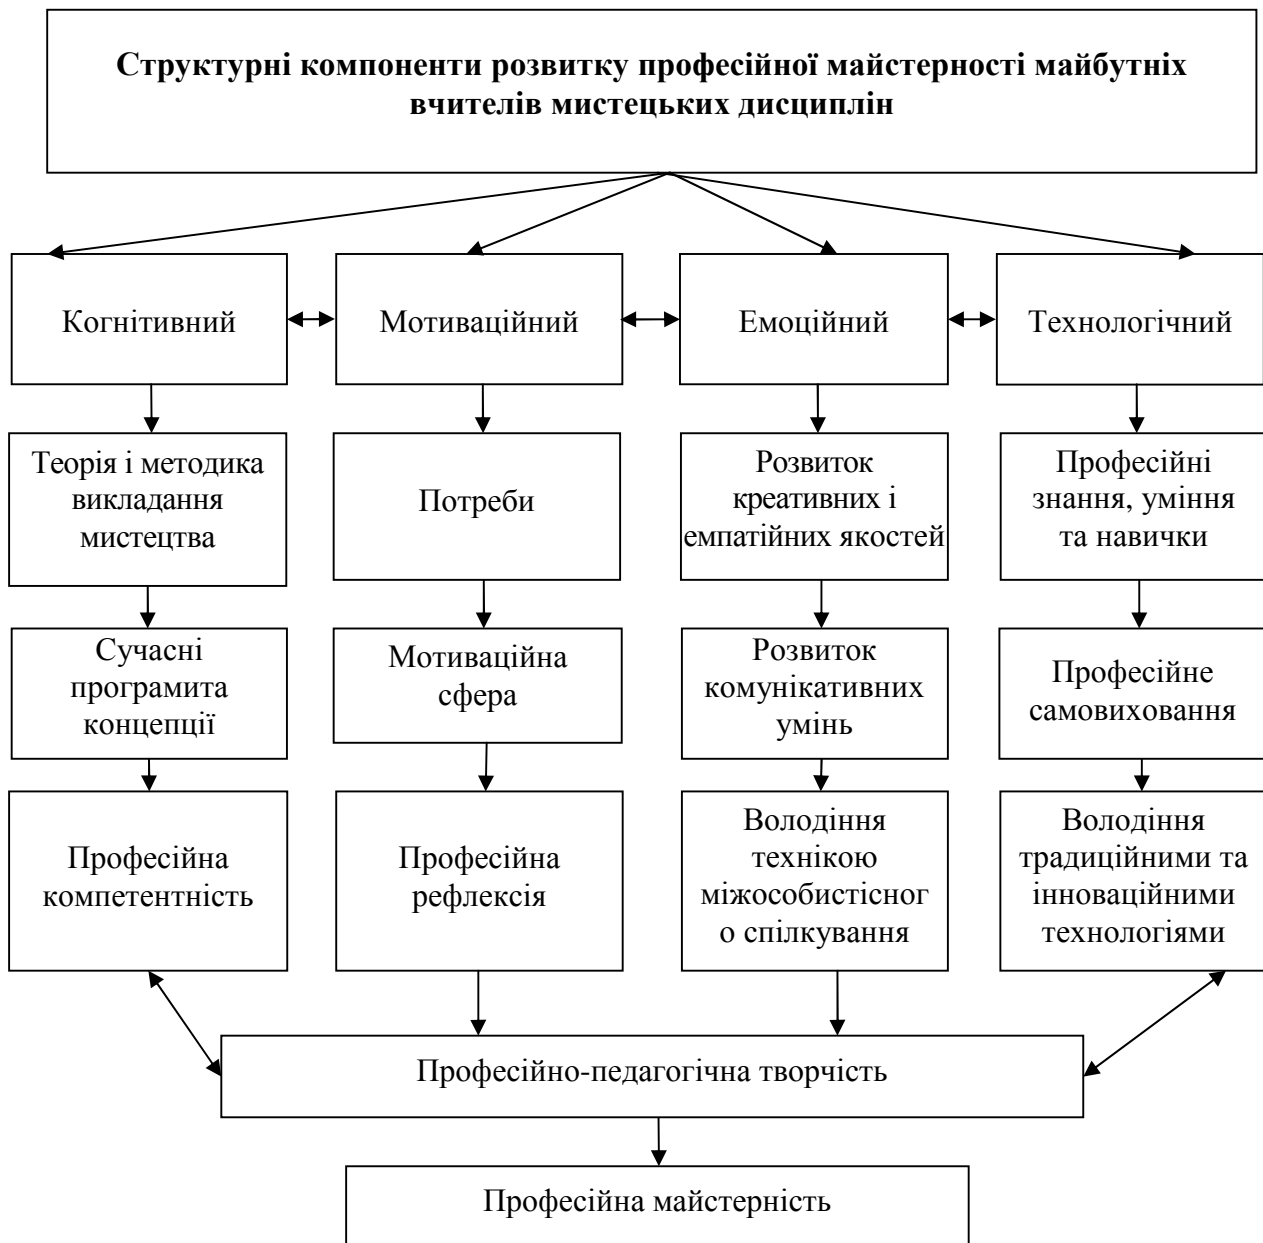 Структурні компоненти розвитку професійної майстерності майбутніх
вчителів мистецьких дисциплін
Когнітивний
Мотиваційний
Емоційний
Технологічний
Теорія і методика
викладання
мистецтва
Потреби
Розвиток
креативних і
емпатійних якостей
Професійні
знання, уміння
та навички
Сучасні
програмита
концепції
Мотиваційна
сфера
Розвиток
комунікативних
умінь
Професійне
самовиховання
Професійна
компетентність
Професійна
рефлексія
Володіння
технікою
міжособистісног
о спілкування
Володіння
традиційними та
інноваційними
технологіями
Професійно-педагогічна творчість
Професійна майстерність